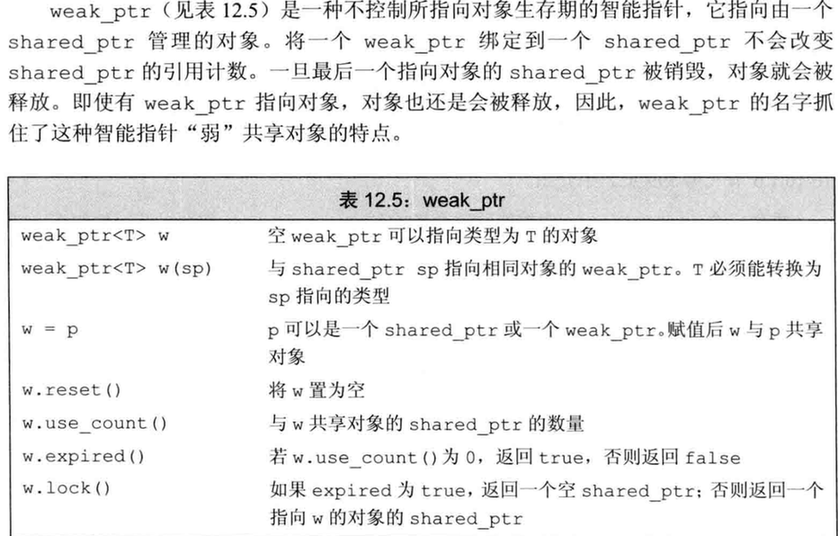 weak_ptr（见表 12.5）是一种不控制所指向对象生存期的智能指针，它指向由一个
shared_ptr 管理的对象。将一个 weak_ptr 绑定到一个 shared_ptr 不会改变
shared_ptr 的引用计数。一旦最后一个指向对象的 shared_ptr 被销毁，对象就会被
释放。即使有 weak_ptr 指向对象，对象也还是会被释放，因此，weak_ptr 的名字抓
住了这种智能指针“弱”共享对象的特点。
表 12.5：weak_ptr
weak_ptr<T> w 空 weak_ptr 可以指向类型为 T 的对象
weak_ptr<T> w(sp) 与 shared_ptr sp 指向相同对象的 weak_ptr。T 必须能转换为
sp 指向的类型
w = p p 可以是一个 shared_ptr 或一个 weak_ptr。赋值后 w 与 p 共享
对象
w.reset() 将 w 置为空
w.use_count() 与 w 共享对象的 shared_ptr 的数量
w.expired() 若 w.use_count() 为 0，返回 true，否则返回 false
w.lock() 如果 expired 为 true，返回一个空 shared_ptr；否则返回一个
指向 w 的对象的 shared_ptr